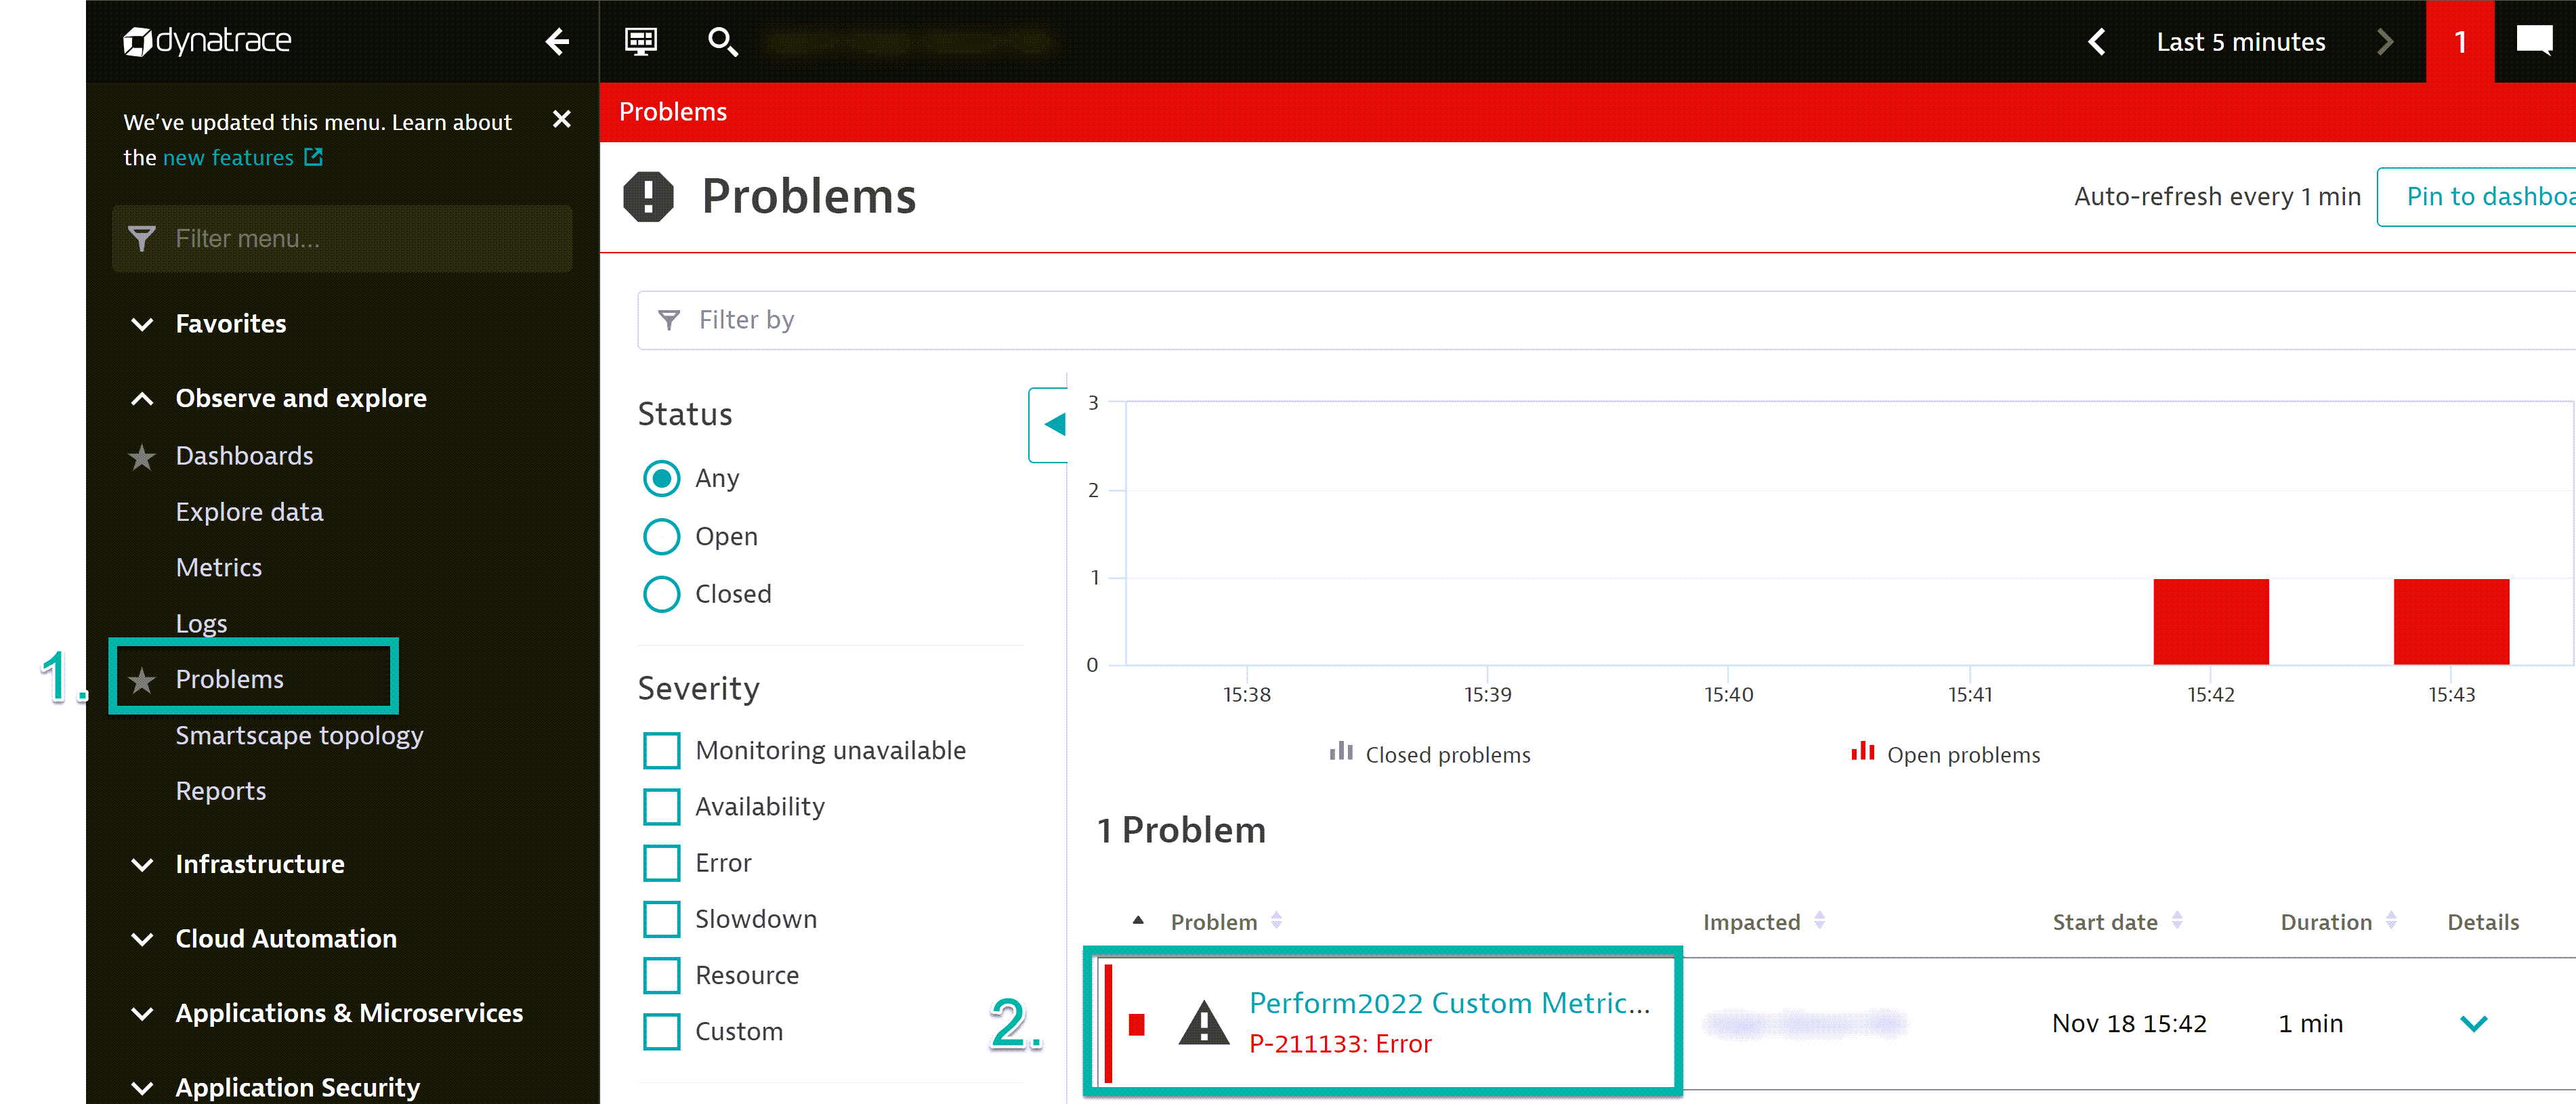 dynatrace
Last 5 minutes
1
We've updated this menu. Learn about
the new features
Filter menu...
Favorites
Observe and explore
Dashboards
Explore data
Metrics
Logs
1.
Problems
Smartscape topology
Reports
Infrastructure
Cloud Automation
Applications & Microservices
Application Security
Problems
Problems
Auto-refresh every 1 min
Pin to dashboa
Filter by
Status
Any
Open
Closed
Severity
Monitoring unavailable
Availability
Error
Slowdown
Resource
Custom
3
2
1
0
15:38 15:39 15:40 15:41 15:42 15:43
Closed problems Open problems
1 Problem
Problem Impacted Start date Duration Details
2.
Perform2022 Custom Metric...
P-211133: Error
Nov 18 15:42 1 min